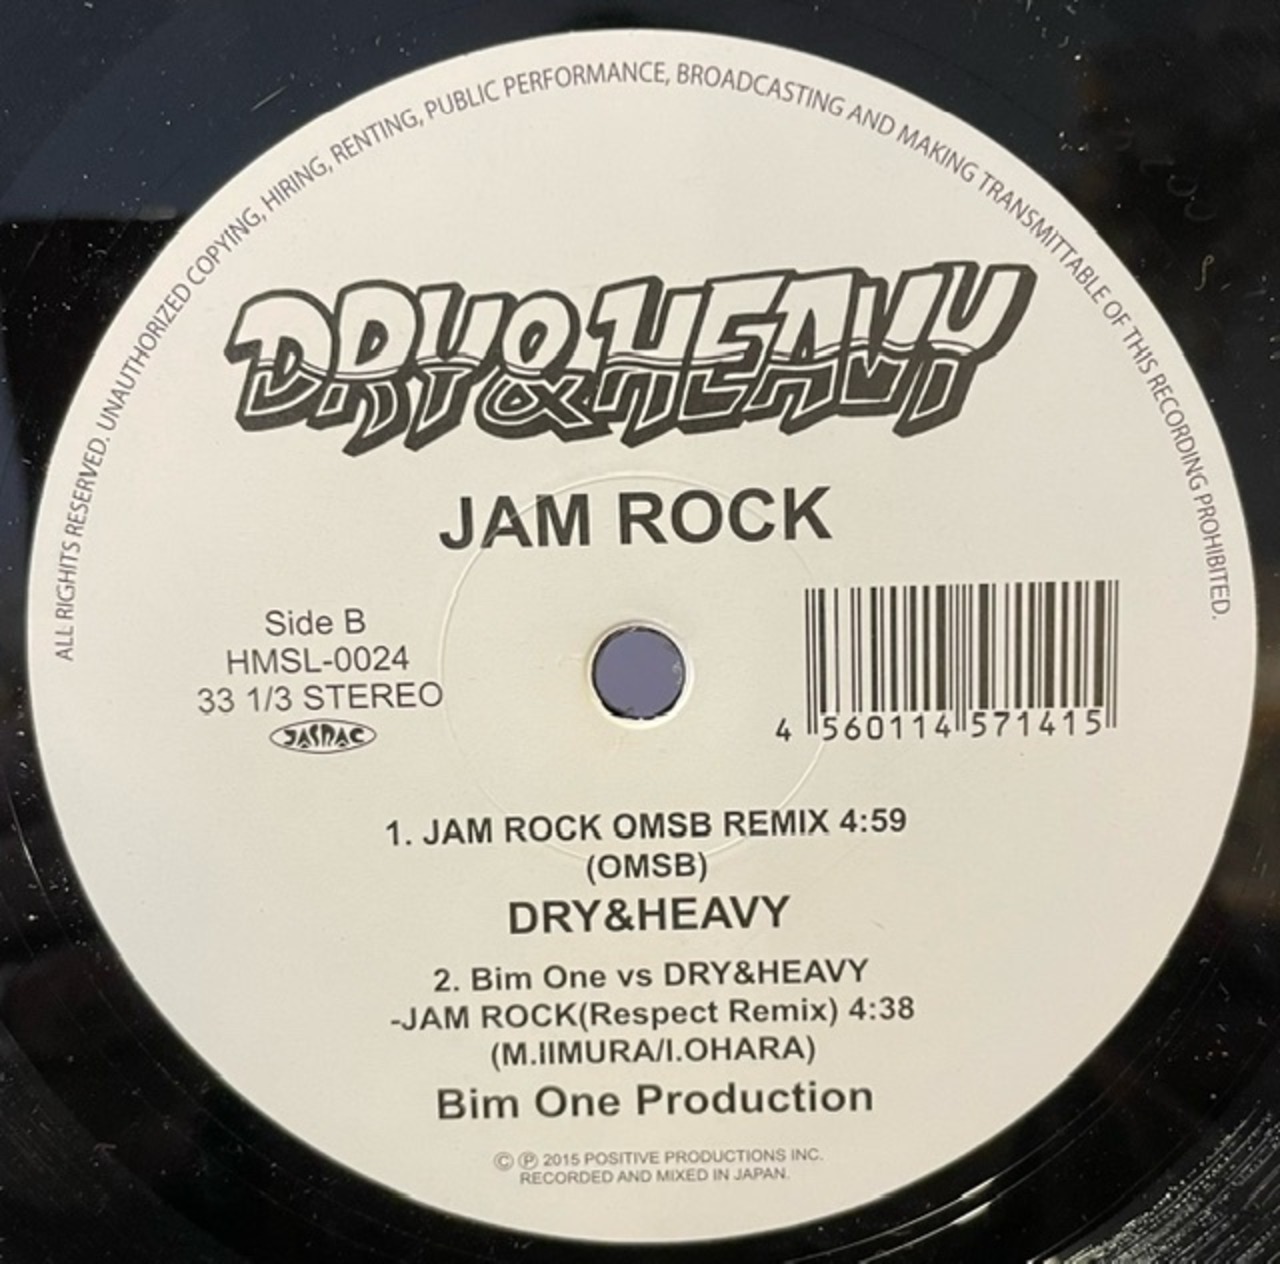 ALL RIGHTS RESERVED. UNAUTHORIZED COPYING, HIRING, RENTING, PUBLIC PERFORMANCE, BROADCASTING AND MAKING TRANSMITTABLE OF THIS RECORDING PROHIBITED.
DRY&HEAVY
JAM ROCK
Side B
HMSL-0024
33 1/3 STEREO
JASRAC
4 560114 571415
1. JAM ROCK OMSB REMIX 4:59
(OMSB)
DRY&HEAVY
2. Bim One vs DRY&HEAVY
-JAM ROCK(Respect Remix) 4:38
(M.IIMURA/I.OHARA)
Bim One Production
© ℗ 2015 POSITIVE PRODUCTIONS INC.
RECORDED AND MIXED IN JAPAN.